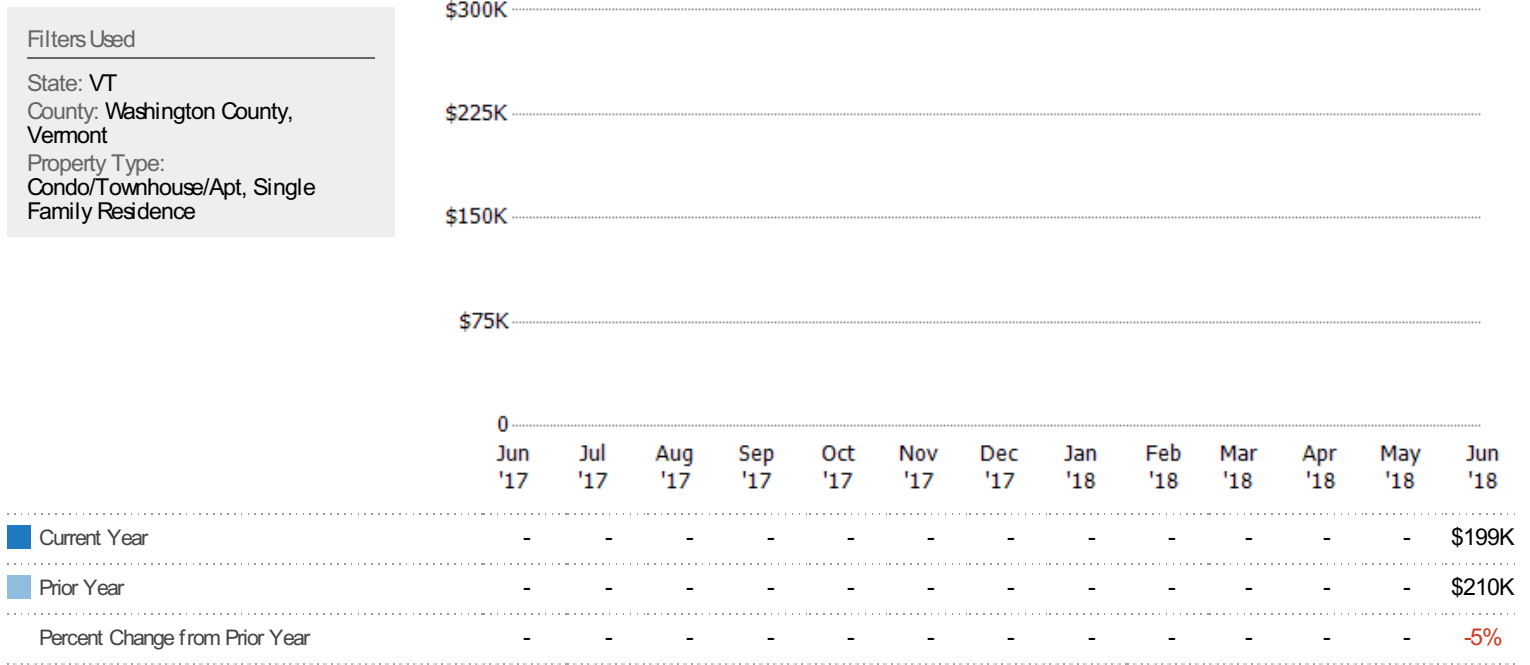 Filters Used
State: VT
County: Washington County,
Vermont
Property Type:
Condo/Townhouse/Apt, Single
Family Residence
$300K
$225K
$150K
$75K
0
Jun Jul Aug Sep Oct Nov Dec Jan Feb Mar Apr May Jun
'17 '17 '17 '17 '17 '17 '17 '18 '18 '18 '18 '18 '18
Current Year - - - - - - - - - - - - $199K
Prior Year - - - - - - - - - - - - $210K
Percent Change from Prior Year - - - - - - - - - - - - -5%